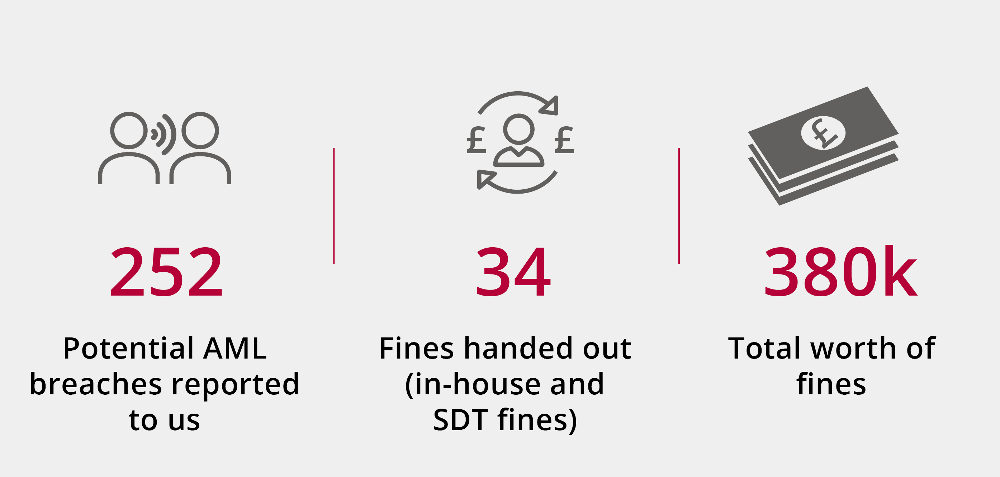 £ £
£
252
34
380k
Potential AML
breaches reported
to us
Fines handed out
(in-house and
SDT fines)
Total worth of
fines